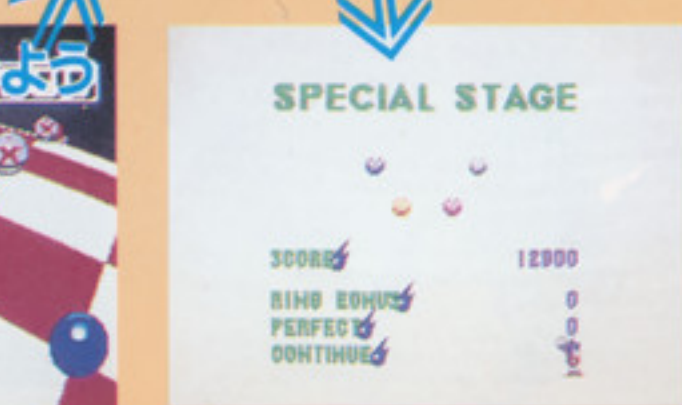 よう
SPECIAL STAGE
SCORE 12900
RING BONUS 0
PERFECT 0
CONTINUE